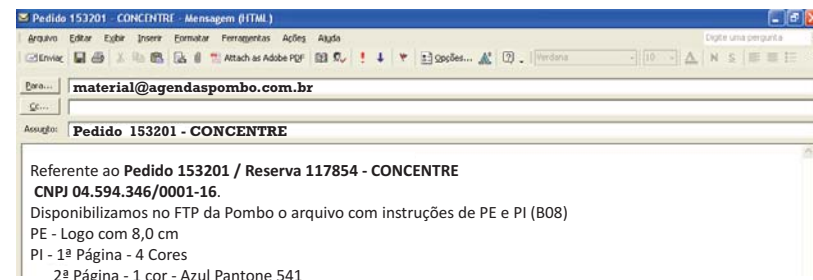 Pedido 153201 - CONCENTRE - Mensagem (HTML)
Arquivo Editar Exibir Inserir Formatar Ferramentas Ações Ajuda Digite uma pergunta
Enviar Attach as Adobe PDF Opções... Verdana 10 A N S
Para... material@agendaspombo.com.br
Cc...
Assunto: Pedido 153201 - CONCENTRE
Referente ao Pedido 153201 / Reserva 117854 - CONCENTRE
CNPJ 04.594.346/0001-16.
Disponibilizamos no FTP da Pombo o arquivo com instruções de PE e PI (B08)
PE - Logo com 8,0 cm
PI - 1ª Página - 4 Cores
2ª Página - 1 cor - Azul Pantone 541